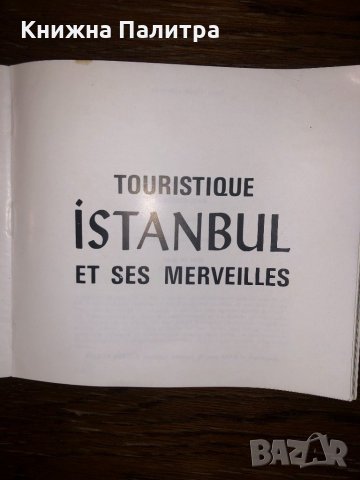 Книжна Палитра
TOURISTIQUE
İSTANBUL
ET SES MERVEILLES
BAZAR